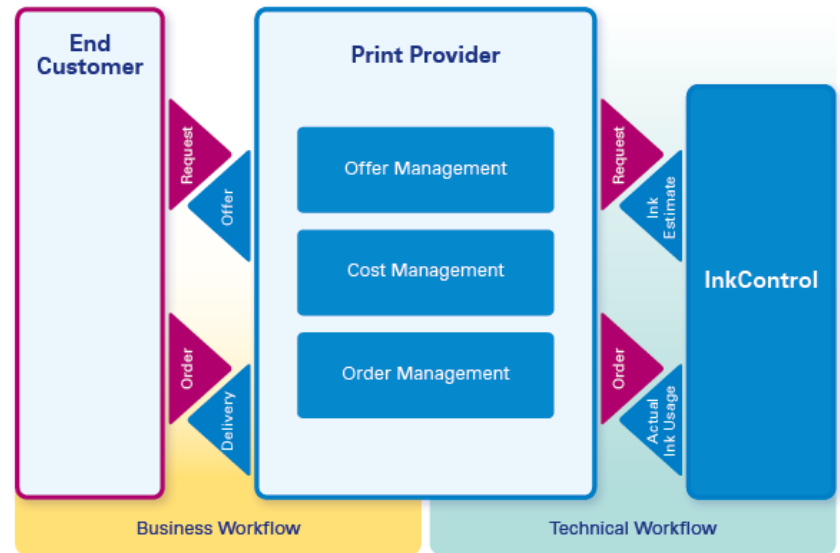 End
Customer
Print Provider
Request
Offer
Offer Management
Cost Management
Order Management
Request
Ink
Estimate
InkControl
Order
Delivery
Order
Actual
Ink Usage
Business Workflow
Technical Workflow